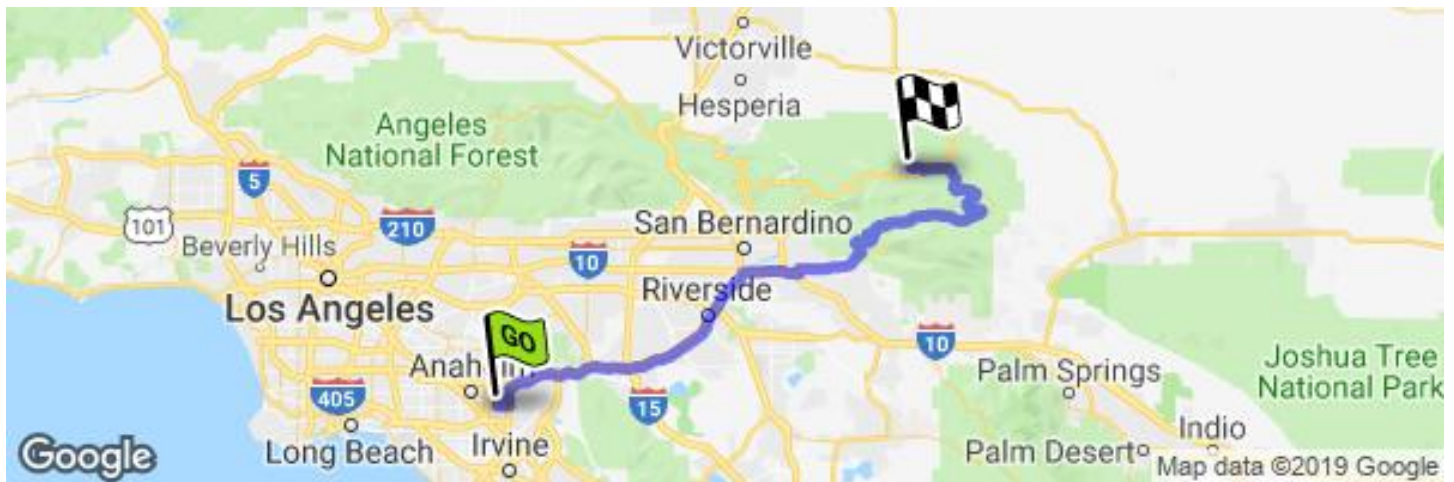 Victorville
Hesperia
Angeles
National Forest
5
101
210
San Bernardino
Beverly Hills
10
Los Angeles
Riverside
GO
10
Anah
405
15
Palm Springs
Joshua Tree
National Park
Long Beach
Irvine
Palm Desert
Indio
Google
Map data ©2019 Google